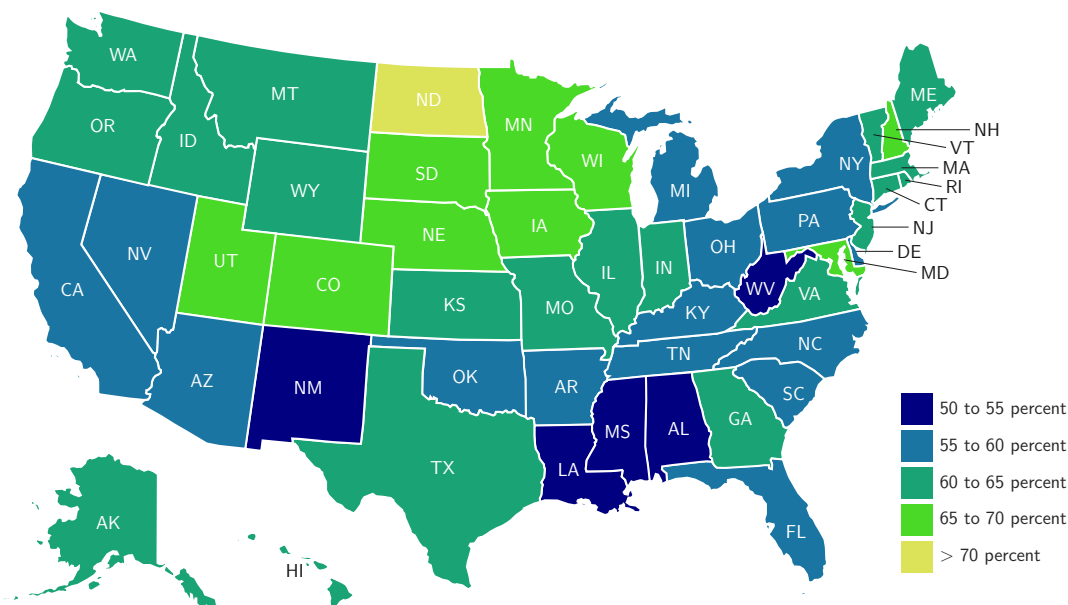 WA
MT
ND
MN
ME
OR
ID
NH
VT
WY
SD
WI
MI
NY
MA
RI
CT
NE
IA
PA
NJ
NV
UT
CO
IL
IN
OH
DE
MD
CA
KS
MO
WV
VA
KY
AZ
NM
OK
AR
TN
NC
SC
TX
LA
MS
AL
GA
FL
AK
HI
50 to 55 percent
55 to 60 percent
60 to 65 percent
65 to 70 percent
> 70 percent